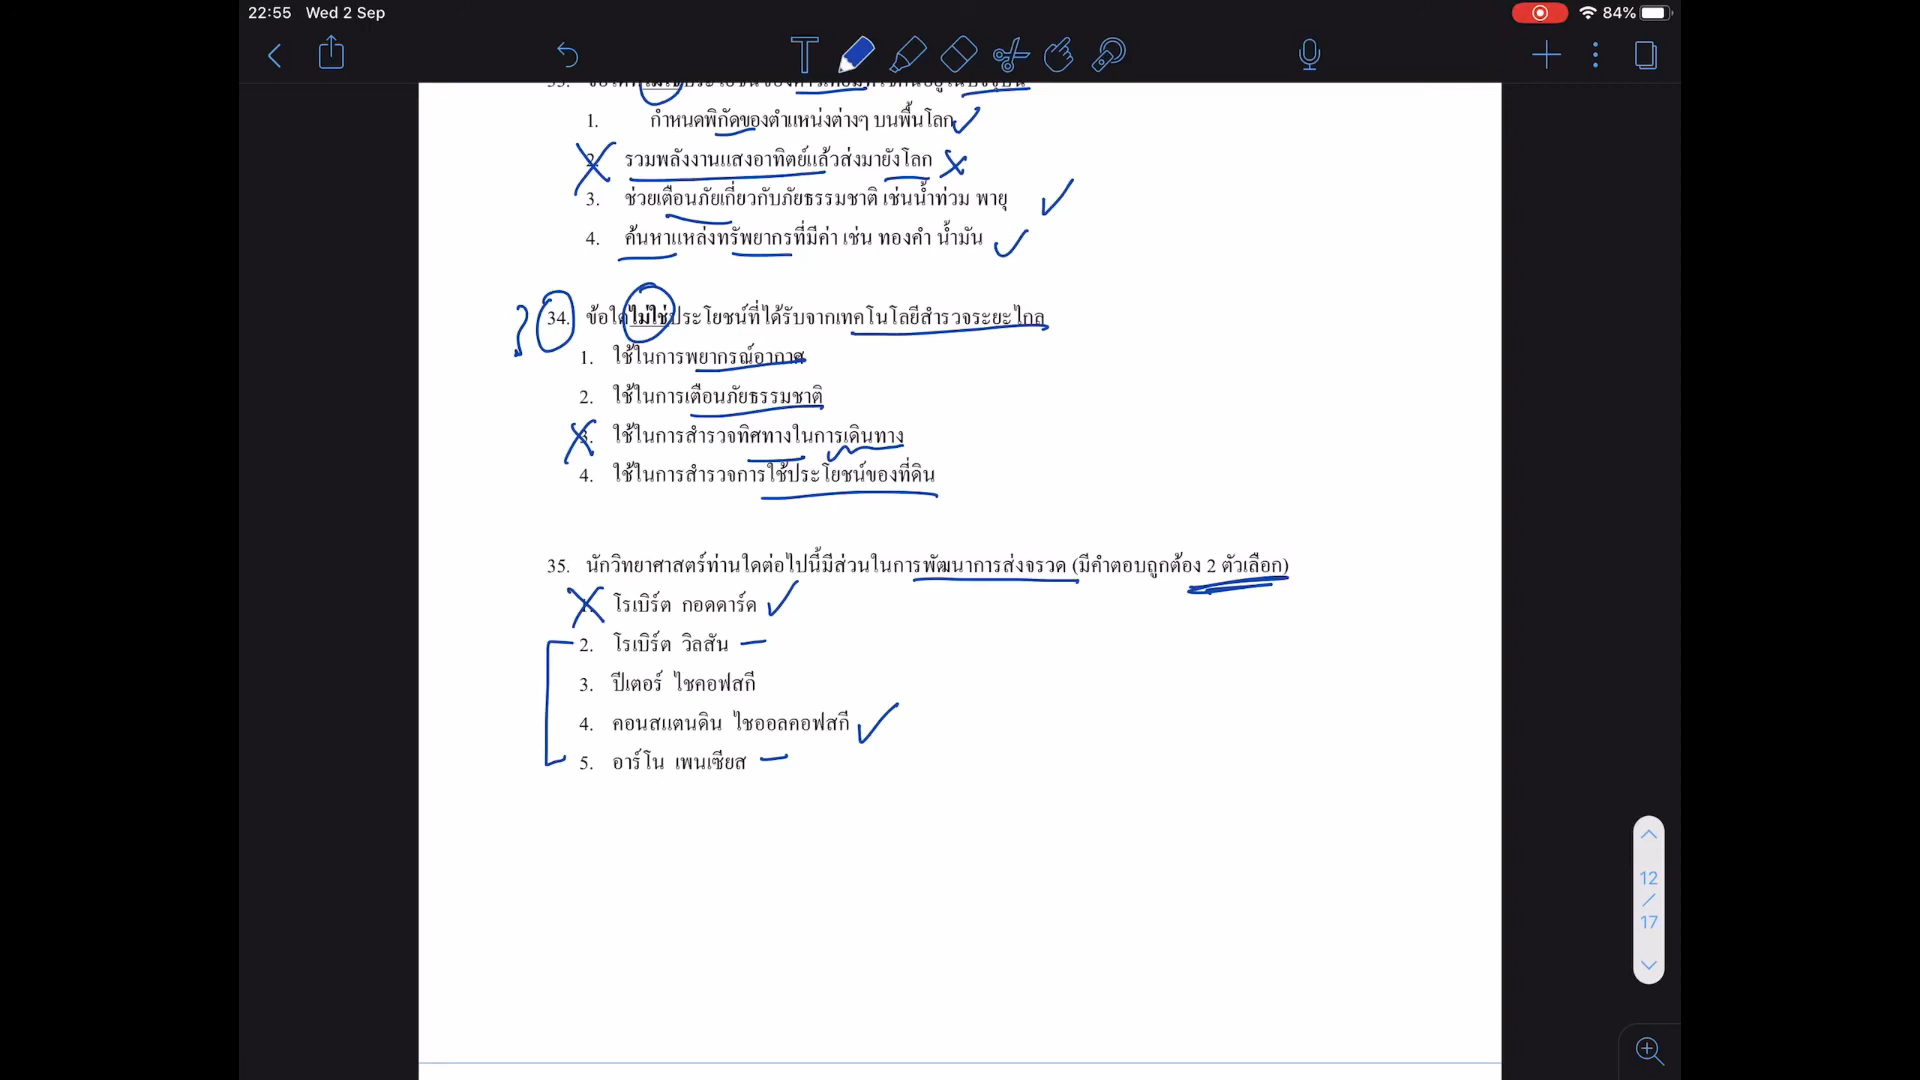 22:55 Wed 2 Sep 84%
1. กำหนดพิกัดของตำแหน่งต่างๆ บนพื้นโลก
2. รวมพลังงานแสงอาทิตย์แล้วส่งมายังโลก
3. ช่วยเตือนภัยเกี่ยวกับภัยธรรมชาติ เช่นน้ำท่วม พายุ
4. ค้นหาแหล่งทรัพยากรที่มีค่า เช่น ทองคำ น้ำมัน
34. ข้อใดไม่ใช่ประโยชน์ที่ได้รับจากเทคโนโลยีสำรวจระยะไกล
1. ใช้ในการพยากรณ์อากาศ
2. ใช้ในการเตือนภัยธรรมชาติ
3. ใช้ในการสำรวจทิศทางในการเดินทาง
4. ใช้ในการสำรวจการใช้ประโยชน์ของที่ดิน
35. นักวิทยาศาสตร์ท่านใดต่อไปนี้มีส่วนในการพัฒนาการส่งจรวด (มีคำตอบถูกต้อง 2 ตัวเลือก)
1. โรเบิร์ต กอดดาร์ด
2. โรเบิร์ต วิลสัน
3. ปีเตอร์ ไชคอฟสกี
4. คอนสแตนดิน ไชออลคอฟสกี
5. อาร์โน เพนเซียส
12
/
17